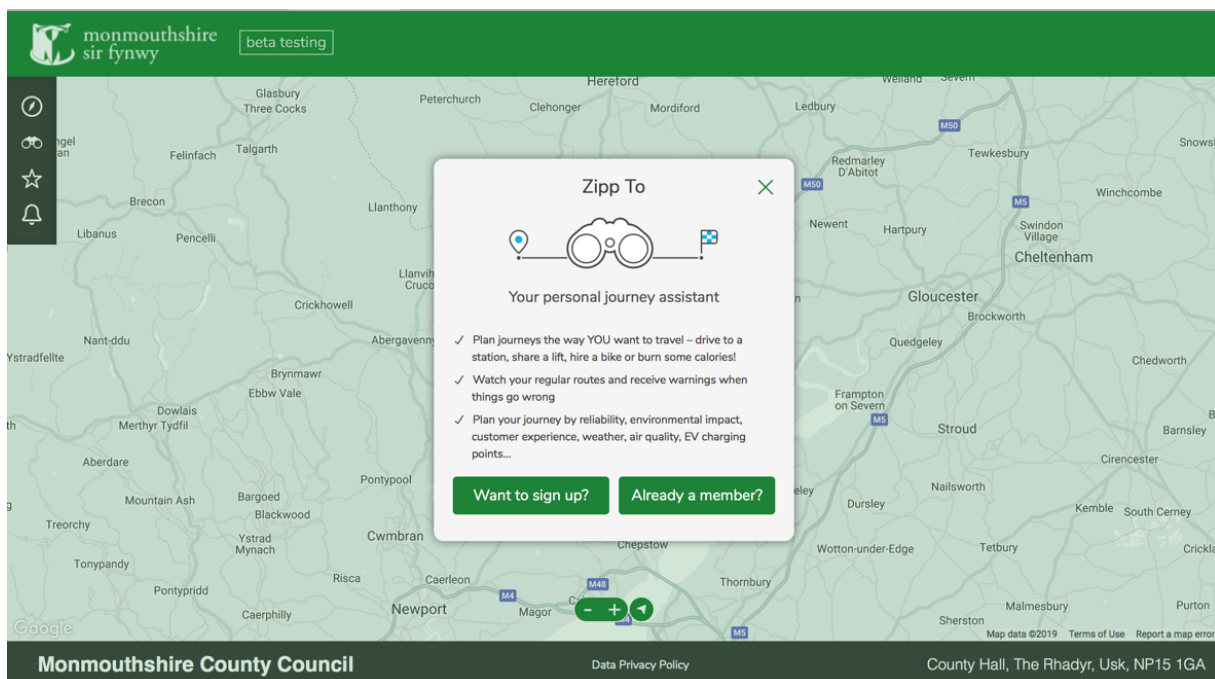 monmouthshire
sir fynwy
beta testing
Hereford
Welland
Severn
Glasbury
Three Cocks
Peterchurch
Clehonger
Mordiford
Ledbury
M50
Felinfach
Talgarth
Redmarley
D'Abitot
Tewkesbury
Brecon
Llanthony
M50
M5
Winchcombe
Libanus
Pencelli
Newent
Hartpury
Swindon
Village
Cheltenham
Crickhowell
Gloucester
Brockworth
Nant-ddu
Abergavenny
Quedgeley
Ystradfellte
Chedworth
Brynmawr
Ebbw Vale
Frampton
on Severn
Dowlais
Merthyr Tydfil
M5
Stroud
Barnsley
Aberdare
Cirencester
Pontypool
Nailsworth
Mountain Ash
Bargoed
Blackwood
Dursley
Kemble
South Cerney
Treorchy
Ystrad
Mynach
Cwmbran
Chepstow
Wotton-under-Edge
Tetbury
Tonypandy
Risca
Caerleon
M48
Thornbury
Pontypridd
Caerphilly
Newport
M4
Magor
Malmesbury
Purton
Sherston
M5
Zipp To
Your personal journey assistant
Plan journeys the way YOU want to travel – drive to a
station, share a lift, hire a bike or burn some calories!
Watch your regular routes and receive warnings when
things go wrong
Plan your journey by reliability, environmental impact,
customer experience, weather, air quality, EV charging
points...
Want to sign up?
Already a member?
Google
Map data ©2019
Terms of Use
Report a map error
Monmouthshire County Council
Data Privacy Policy
County Hall, The Rhadyr, Usk, NP15 1GA